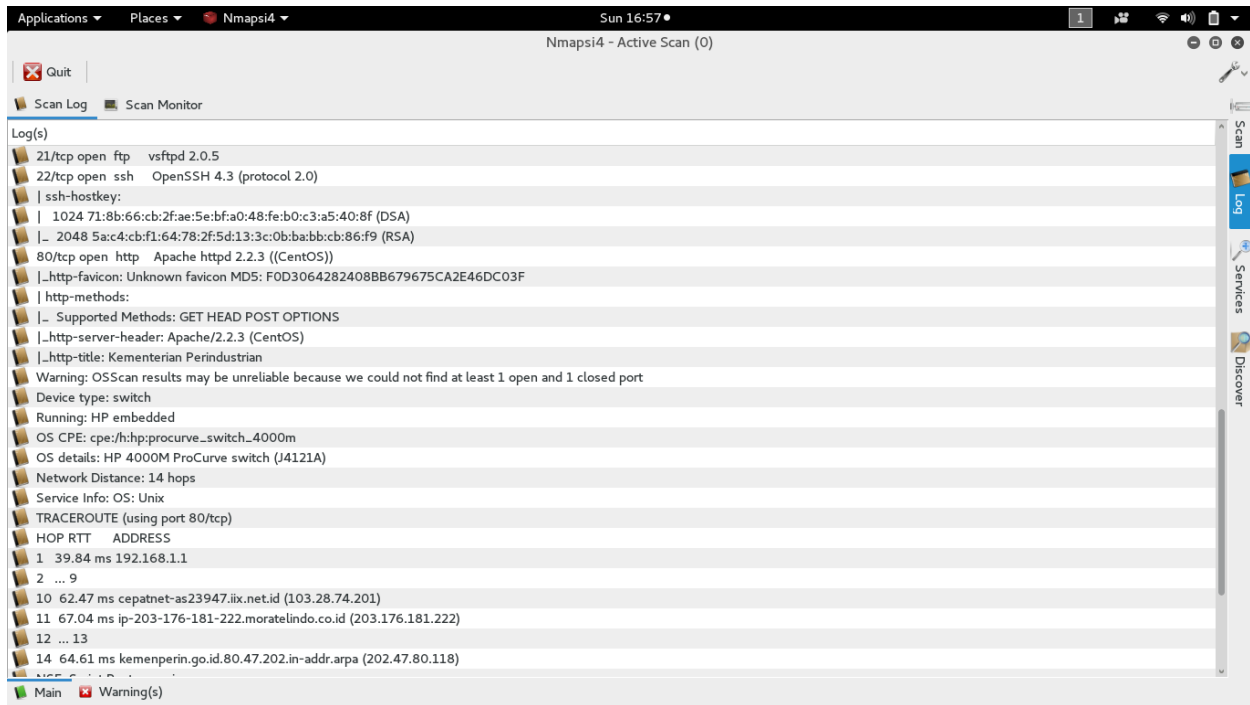 Applications Places Nmapsi4 Sun 16:57 1
Nmapsi4 - Active Scan (0)
Quit
Scan Log Scan Monitor
Log(s)
21/tcp open ftp vsftpd 2.0.5
22/tcp open ssh OpenSSH 4.3 (protocol 2.0)
| ssh-hostkey:
| 1024 71:8b:66:cb:2f:ae:5e:bf:a0:48:fe:b0:c3:a5:40:8f (DSA)
|_ 2048 5a:c4:cb:f1:64:78:2f:5d:13:3c:0b:ba:bb:cb:86:f9 (RSA)
80/tcp open http Apache httpd 2.2.3 ((CentOS))
|_http-favicon: Unknown favicon MD5: F0D3064282408BB679675CA2E46DC03F
| http-methods:
|_ Supported Methods: GET HEAD POST OPTIONS
|_http-server-header: Apache/2.2.3 (CentOS)
|_http-title: Kementerian Perindustrian
Warning: OSScan results may be unreliable because we could not find at least 1 open and 1 closed port
Device type: switch
Running: HP embedded
OS CPE: cpe:/h:hp:procurve_switch_4000m
OS details: HP 4000M ProCurve switch (J4121A)
Network Distance: 14 hops
Service Info: OS: Unix
TRACEROUTE (using port 80/tcp)
HOP RTT ADDRESS
1 39.84 ms 192.168.1.1
2 ... 9
10 62.47 ms cepatnet-as23947.iix.net.id (103.28.74.201)
11 67.04 ms ip-203-176-181-222.moratelindo.co.id (203.176.181.222)
12 ... 13
14 64.61 ms kemenperin.go.id.80.47.202.in-addr.arpa (202.47.80.118)
Main Warning(s)
Scan
Log
Services
Discover